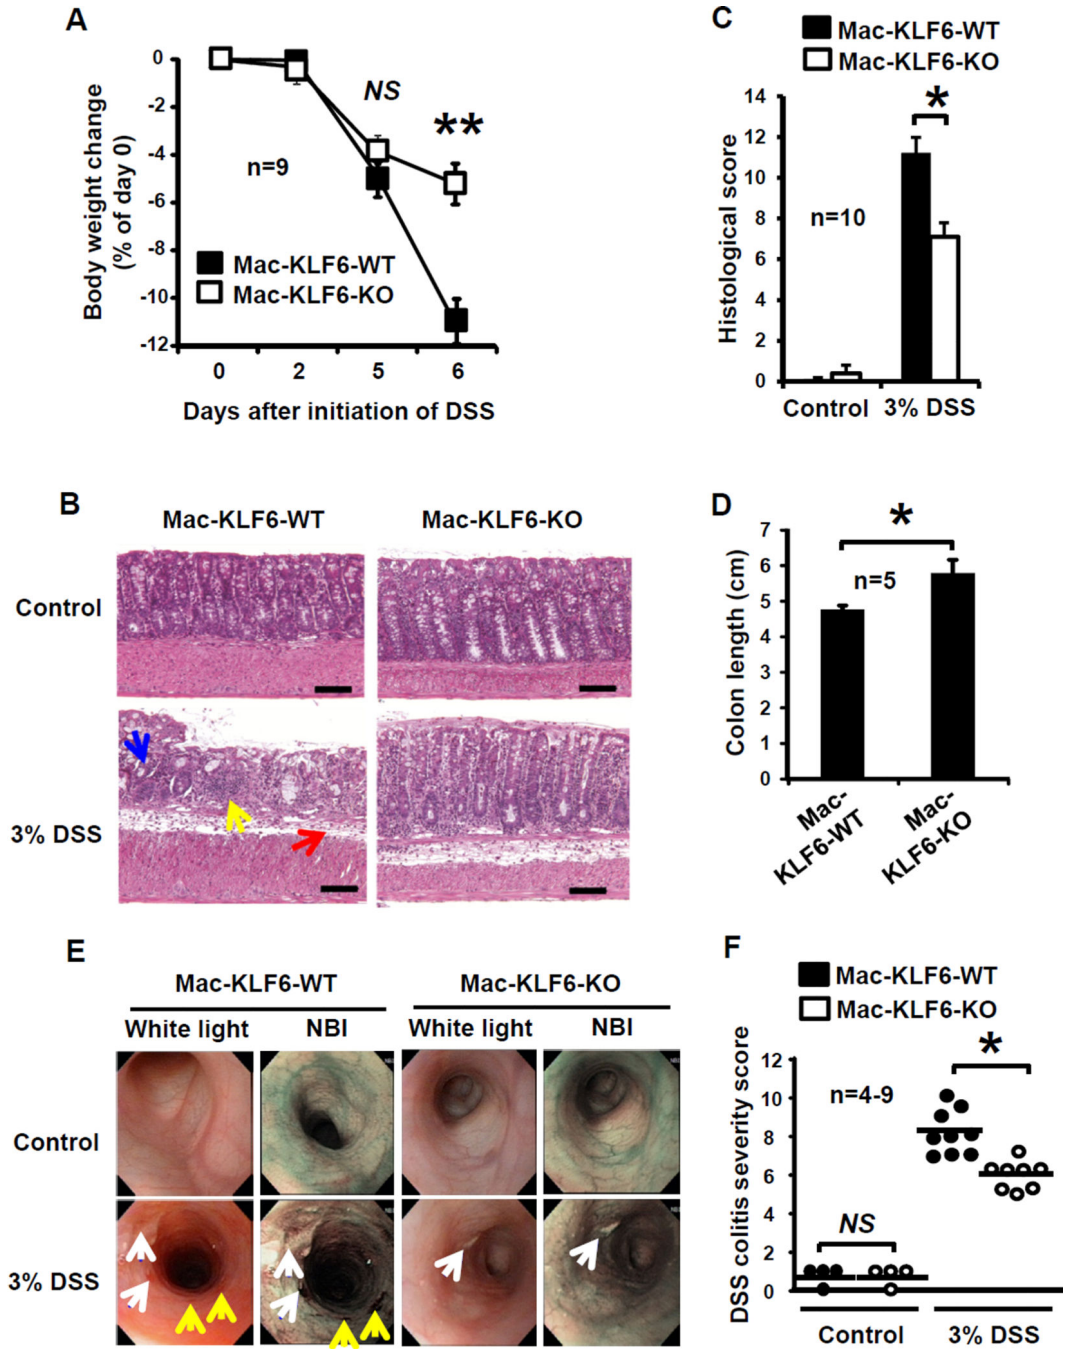 A
0
-2
-4
-6
-8
-10
-12
Body weight change
(% of day 0)
NS
**
n=9
Mac-KLF6-WT
Mac-KLF6-KO
0 2 5 6
Days after initiation of DSS
C
Mac-KLF6-WT
Mac-KLF6-KO
14
12
10
8
6
4
2
0
Histological score
*
n=10
Control 3% DSS
B
Mac-KLF6-WT Mac-KLF6-KO
Control
3% DSS
D
7
6
5
4
3
2
1
0
Colon length (cm)
*
n=5
Mac-
KLF6-WT
Mac-
KLF6-KO
E
Mac-KLF6-WT Mac-KLF6-KO
White light NBI White light NBI
Control
3% DSS
F
Mac-KLF6-WT
Mac-KLF6-KO
12
10
8
6
4
2
0
DSS colitis severity score
n=4-9
*
NS
Control 3% DSS